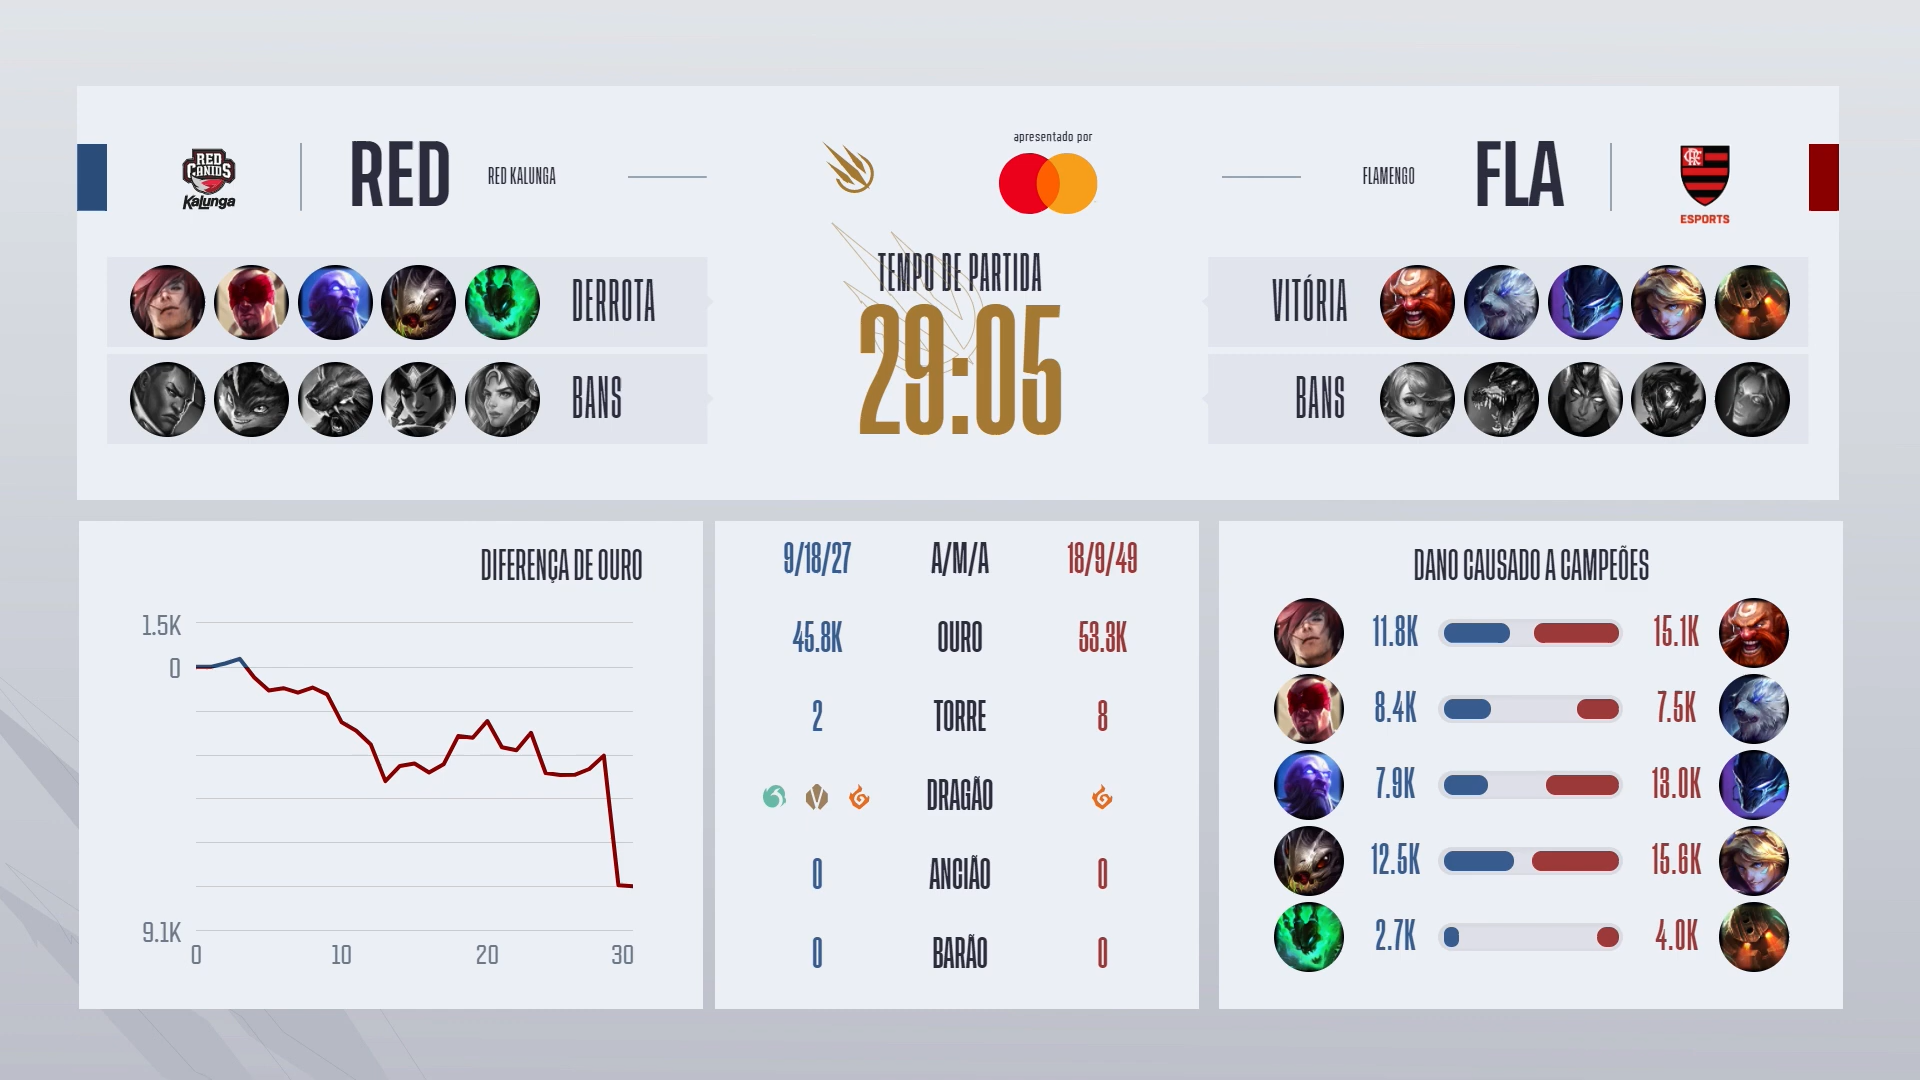 RED CANIDS
Kalunga
RED
RED KALUNGA
apresentado por
FLAMENGO
FLA
ESPORTS
DERROTA
BANS
TEMPO DE PARTIDA
29:05
VITÓRIA
BANS
DIFERENÇA DE OURO
1.5K
0
9.1K
0 10 20 30
9/18/27 A/M/A 18/9/49
45.8K OURO 53.3K
2 TORRE 8
DRAGÃO
0 ANCIÃO 0
0 BARÃO 0
DANO CAUSADO A CAMPEÕES
11.8K 15.1K
8.4K 7.5K
7.9K 13.0K
12.5K 15.6K
2.7K 4.0K